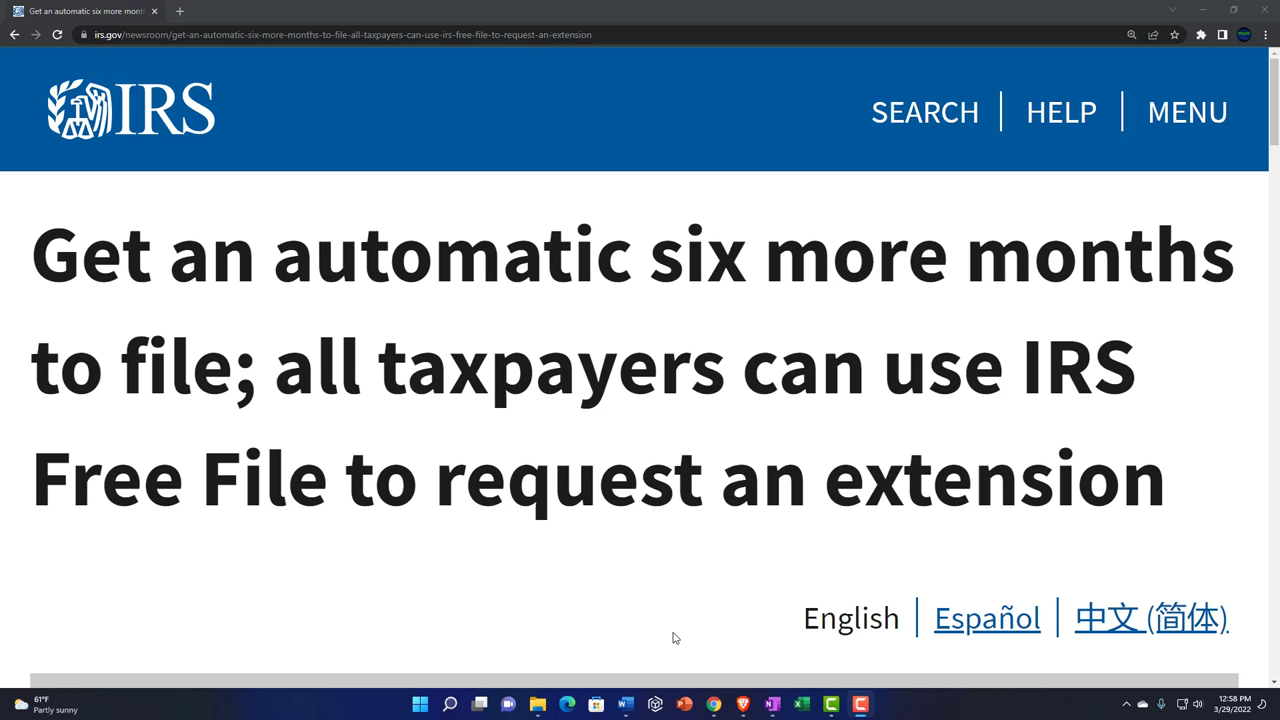 Get an automatic six more mont
irs.gov/newsroom/get-an-automatic-six-more-months-to-file-all-taxpayers-can-use-irs-free-file-to-request-an-extension
IRS
SEARCH
HELP
MENU
Get an automatic six more months
to file; all taxpayers can use IRS
Free File to request an extension
English
Español
中文 (简体)
61°F
Partly sunny
12:58 PM
3/29/2022